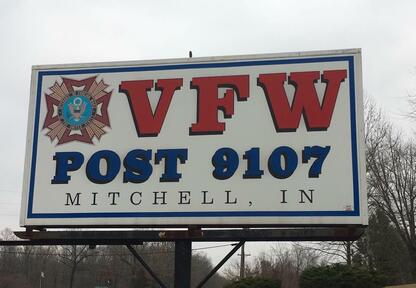 VFW
POST 9107
MITCHELL, IN